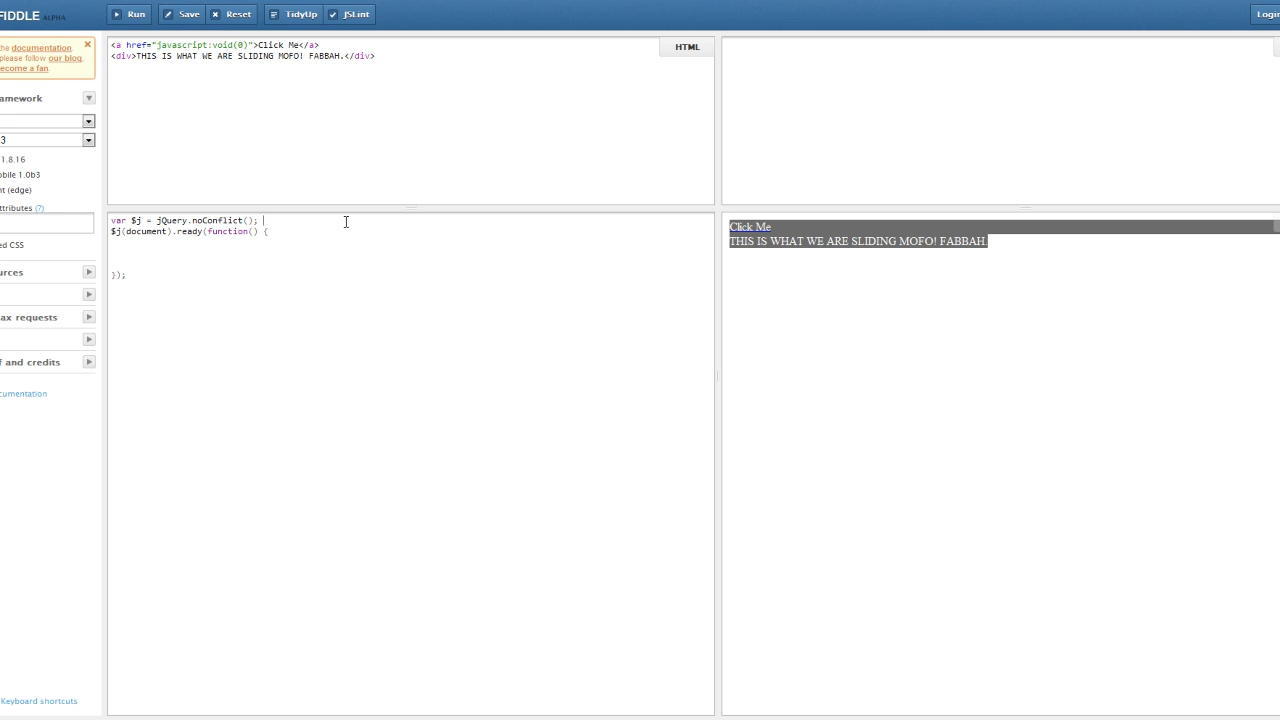 FIDDLE ALPHA
Run
Save
Reset
TidyUp
JSLint
Login
the documentation.
please follow our blog,
ecome a fan.
amework
3
1.8.16
obile 1.0b3
nt (edge)
ttributes (?)
ed CSS
urces
ax requests
f and credits
cumentation
Keyboard shortcuts
<a href="javascript:void(0)">Click Me</a>
<div>THIS IS WHAT WE ARE SLIDING MOFO! FABBAH.</div>
HTML
var $j = jQuery.noConflict();
$j(document).ready(function() {
});
Click Me
THIS IS WHAT WE ARE SLIDING MOFO! FABBAH.